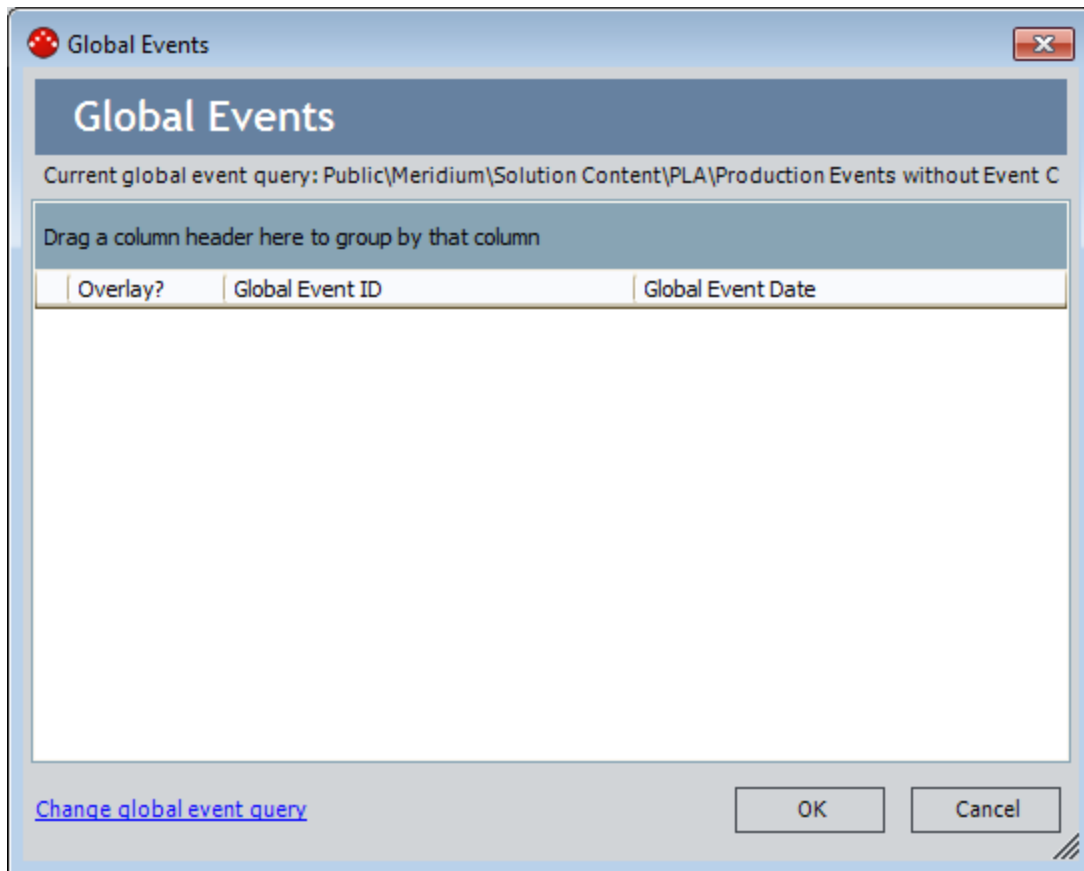 Global Events
Global Events
Current global event query: Public\Meridium\Solution Content\PLA\Production Events without Event C
Drag a column header here to group by that column
Overlay? Global Event ID Global Event Date
Change global event query OK Cancel